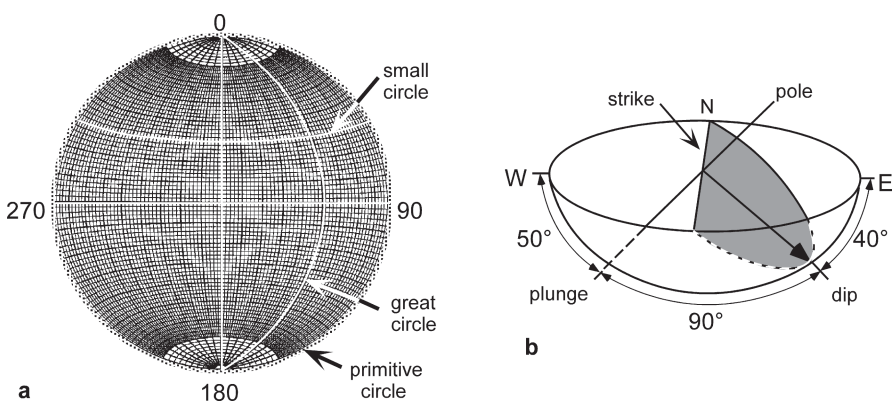 0
small
circle
270
90
great
circle
primitive
circle
180
a
strike
N
pole
W
E
50°
40°
plunge
dip
90°
b